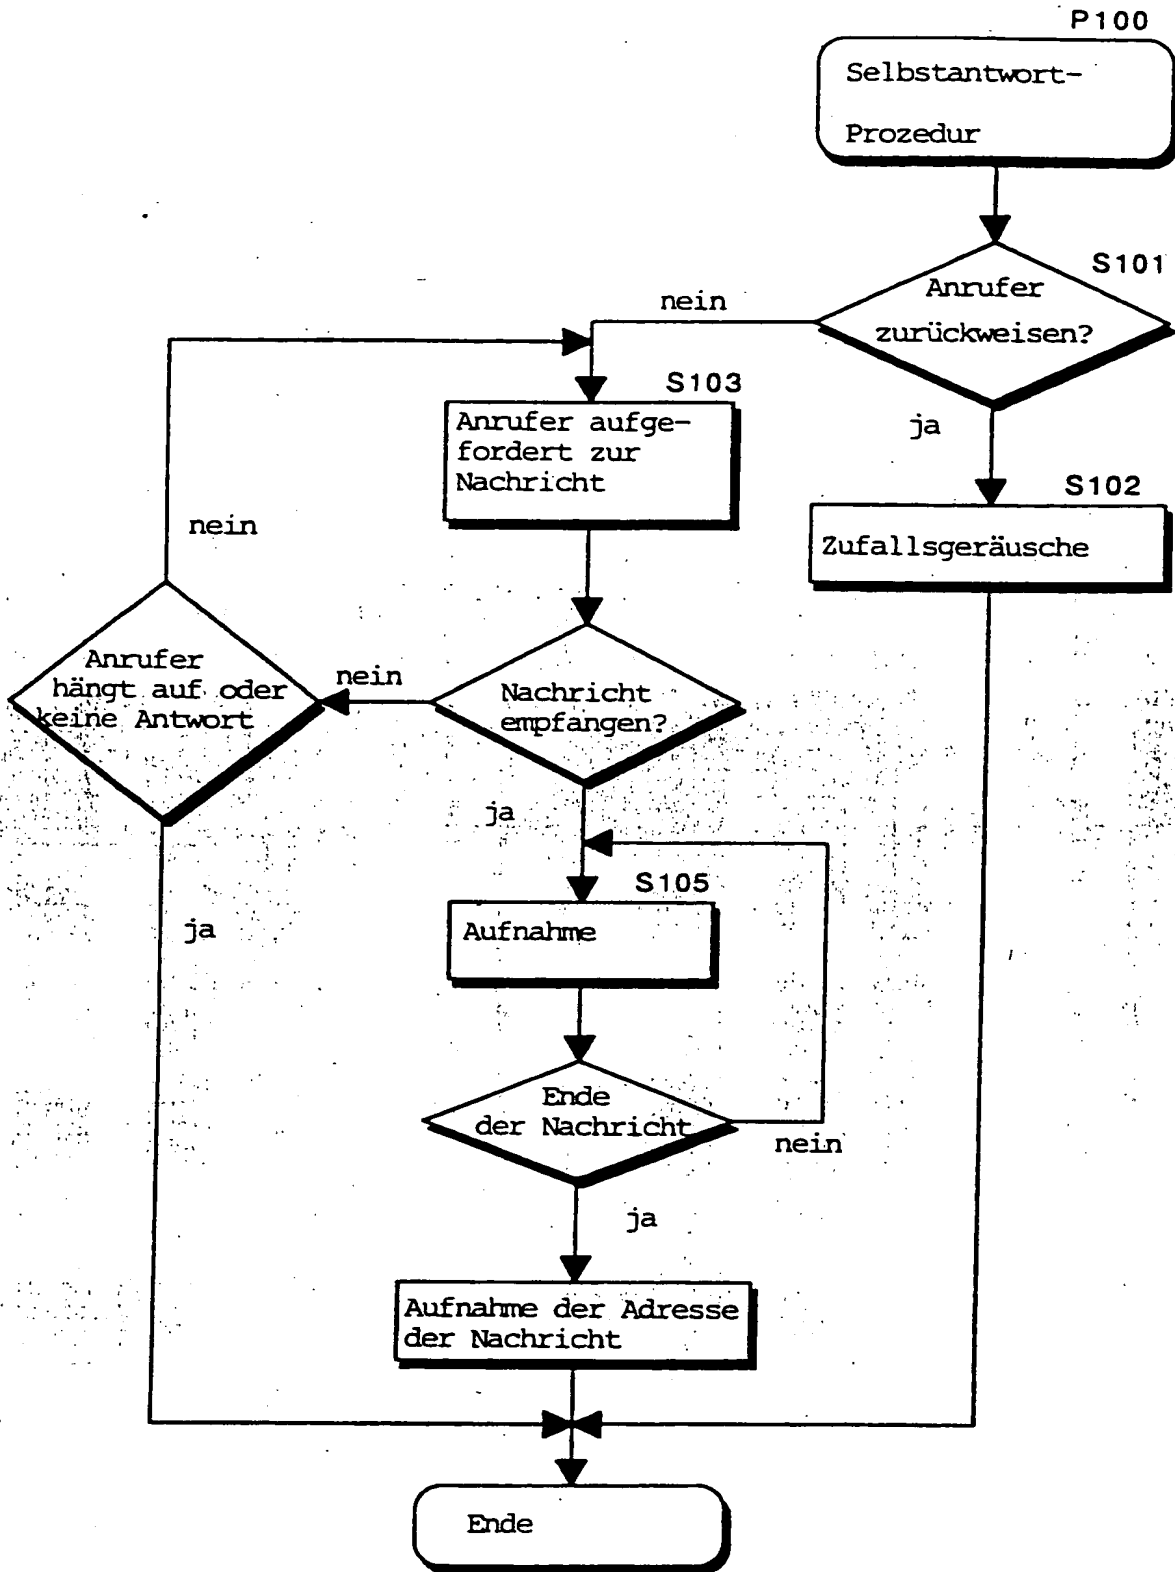 P100
Selbstantwort-
Prozedur
S101
Anrufer
zurückweisen?
nein
ja
S103
Anrufer aufge-
fordert zur
Nachricht
S102
Zufallsgeräusche
nein
Anrufer
hängt auf oder
keine Antwort
nein
Nachricht
empfangen?
ja
ja
S105
Aufnahme
Ende
der Nachricht
nein
ja
Aufnahme der Adresse
der Nachricht
Ende